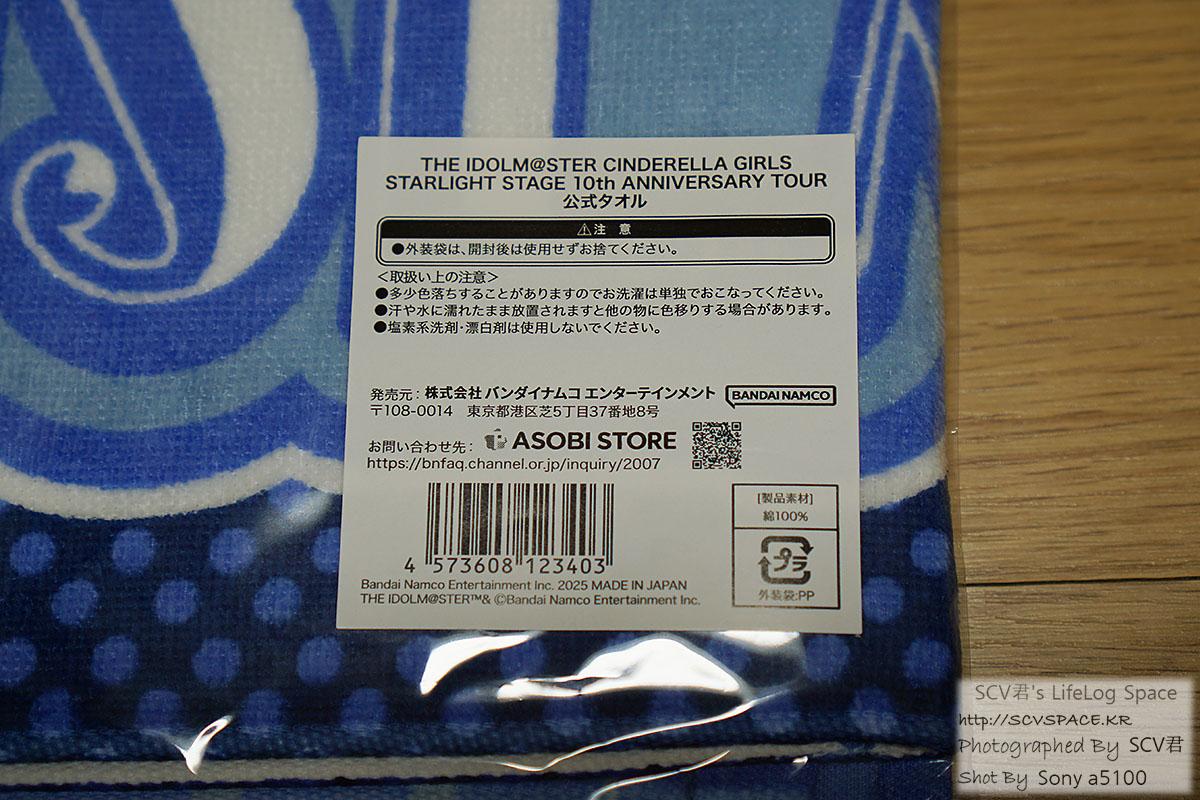 THE IDOLM@STER CINDERELLA GIRLS
STARLIGHT STAGE 10th ANNIVERSARY TOUR
公式タオル
⚠注 意
●外装袋は、開封後は使用せずお捨てください。
＜取扱い上の注意＞
●多少色落ちすることがありますのでお洗濯は単独でおこなってください。
●汗や水に濡れたまま放置されますと他の物に色移りする場合があります。
●塩素系洗剤・漂白剤は使用しないでください。
発売元：株式会社 バンダイナムコ エンターテインメント BANDAI NAMCO
〒108-0014 東京都港区芝5丁目37番地8号
お問い合わせ先： ASOBI STORE
https://bnfaq.channel.or.jp/inquiry/2007
4 573608 123403
[製品素材]
綿100%
プラ
外装袋:PP
Bandai Namco Entertainment Inc. 2025 MADE IN JAPAN
THE IDOLM@STER™& ©Bandai Namco Entertainment Inc.
SCV君's LifeLog Space
http://SCVSPACE.KR
Photographed By SCV君
Shot By Sony a5100